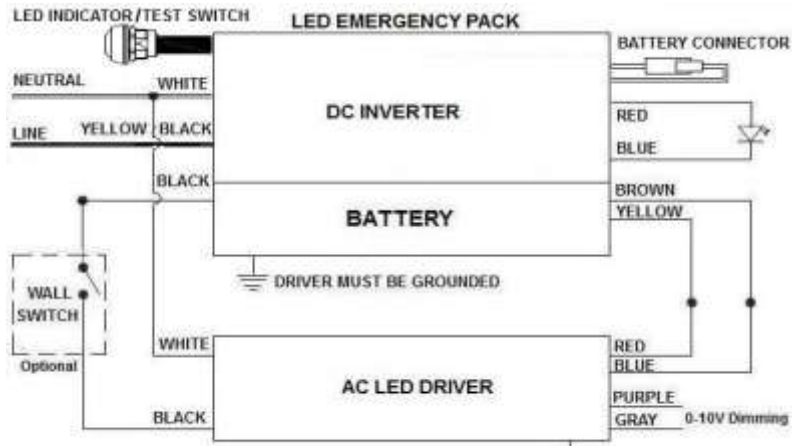 LED INDICATOR/TEST SWITCH
LED EMERGENCY PACK
BATTERY CONNECTOR
NEUTRAL
WHITE
DC INVERTER
RED
LINE
YELLOW / BLACK
BLUE
BLACK
BROWN
BATTERY
YELLOW
DRIVER MUST BE GROUNDED
WALL
SWITCH
Optional
WHITE
RED
BLUE
AC LED DRIVER
PURPLE
BLACK
GRAY
0-10V Dimming